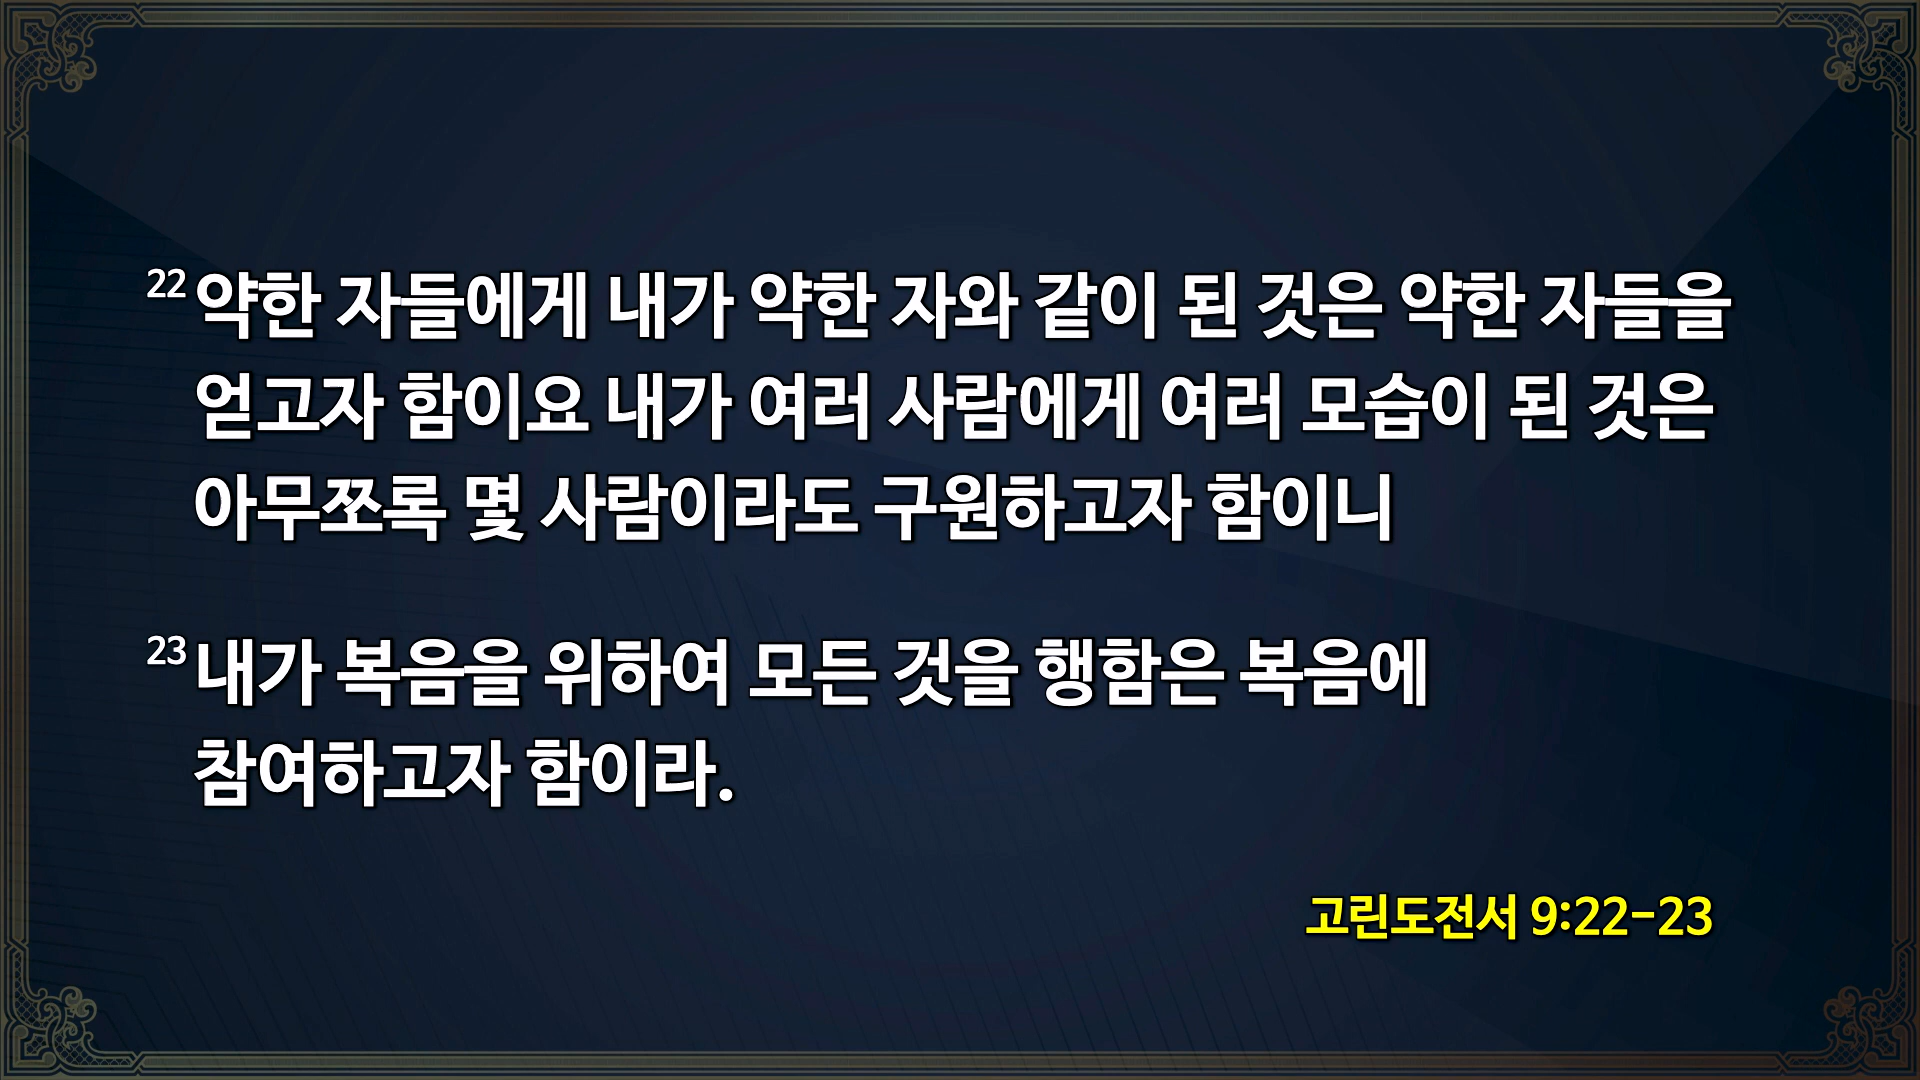 22 약한 자들에게 내가 약한 자와 같이 된 것은 약한 자들을
얻고자 함이요 내가 여러 사람에게 여러 모습이 된 것은
아무쪼록 몇 사람이라도 구원하고자 함이니
23 내가 복음을 위하여 모든 것을 행함은 복음에
참여하고자 함이라.
고린도전서 9:22-23